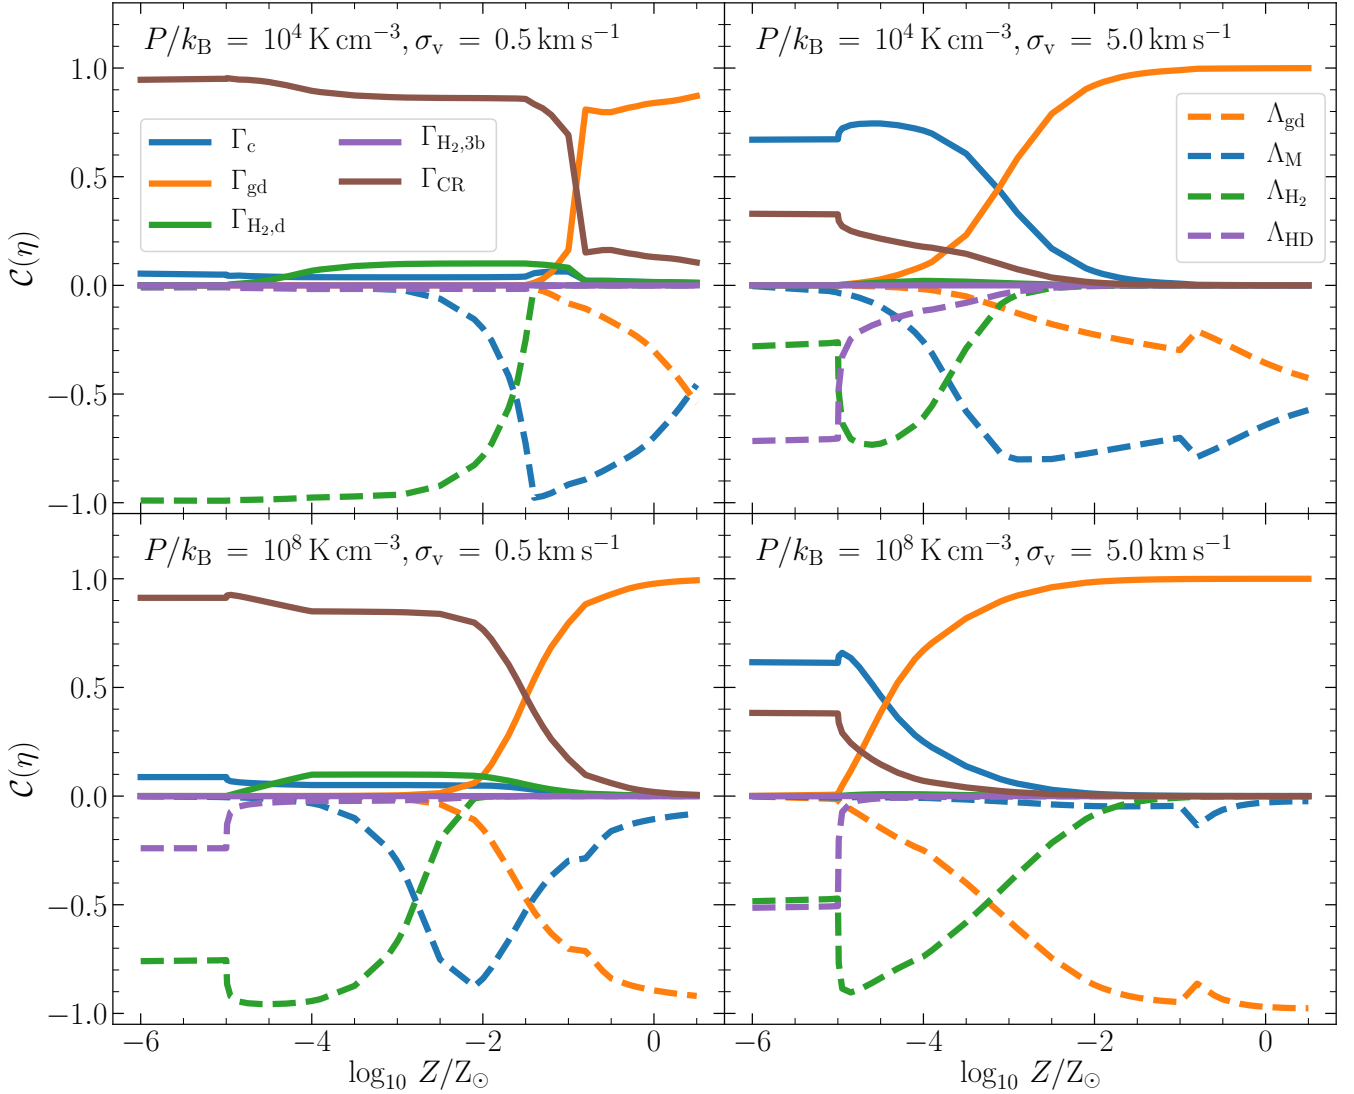 P/k_B = 10^4 K cm^−3, σ_v = 0.5 km s^−1
P/k_B = 10^4 K cm^−3, σ_v = 5.0 km s^−1
1.0
0.5
0.0
−0.5
−1.0
C(η)
Γ_c
Γ_gd
Γ_H₂,d
Γ_H₂,3b
Γ_CR
Λ_gd
Λ_M
Λ_H₂
Λ_HD
P/k_B = 10^8 K cm^−3, σ_v = 0.5 km s^−1
P/k_B = 10^8 K cm^−3, σ_v = 5.0 km s^−1
1.0
0.5
0.0
−0.5
−1.0
C(η)
−6 −4 −2 0
−6 −4 −2 0
log₁₀ Z/Z⊙
log₁₀ Z/Z⊙